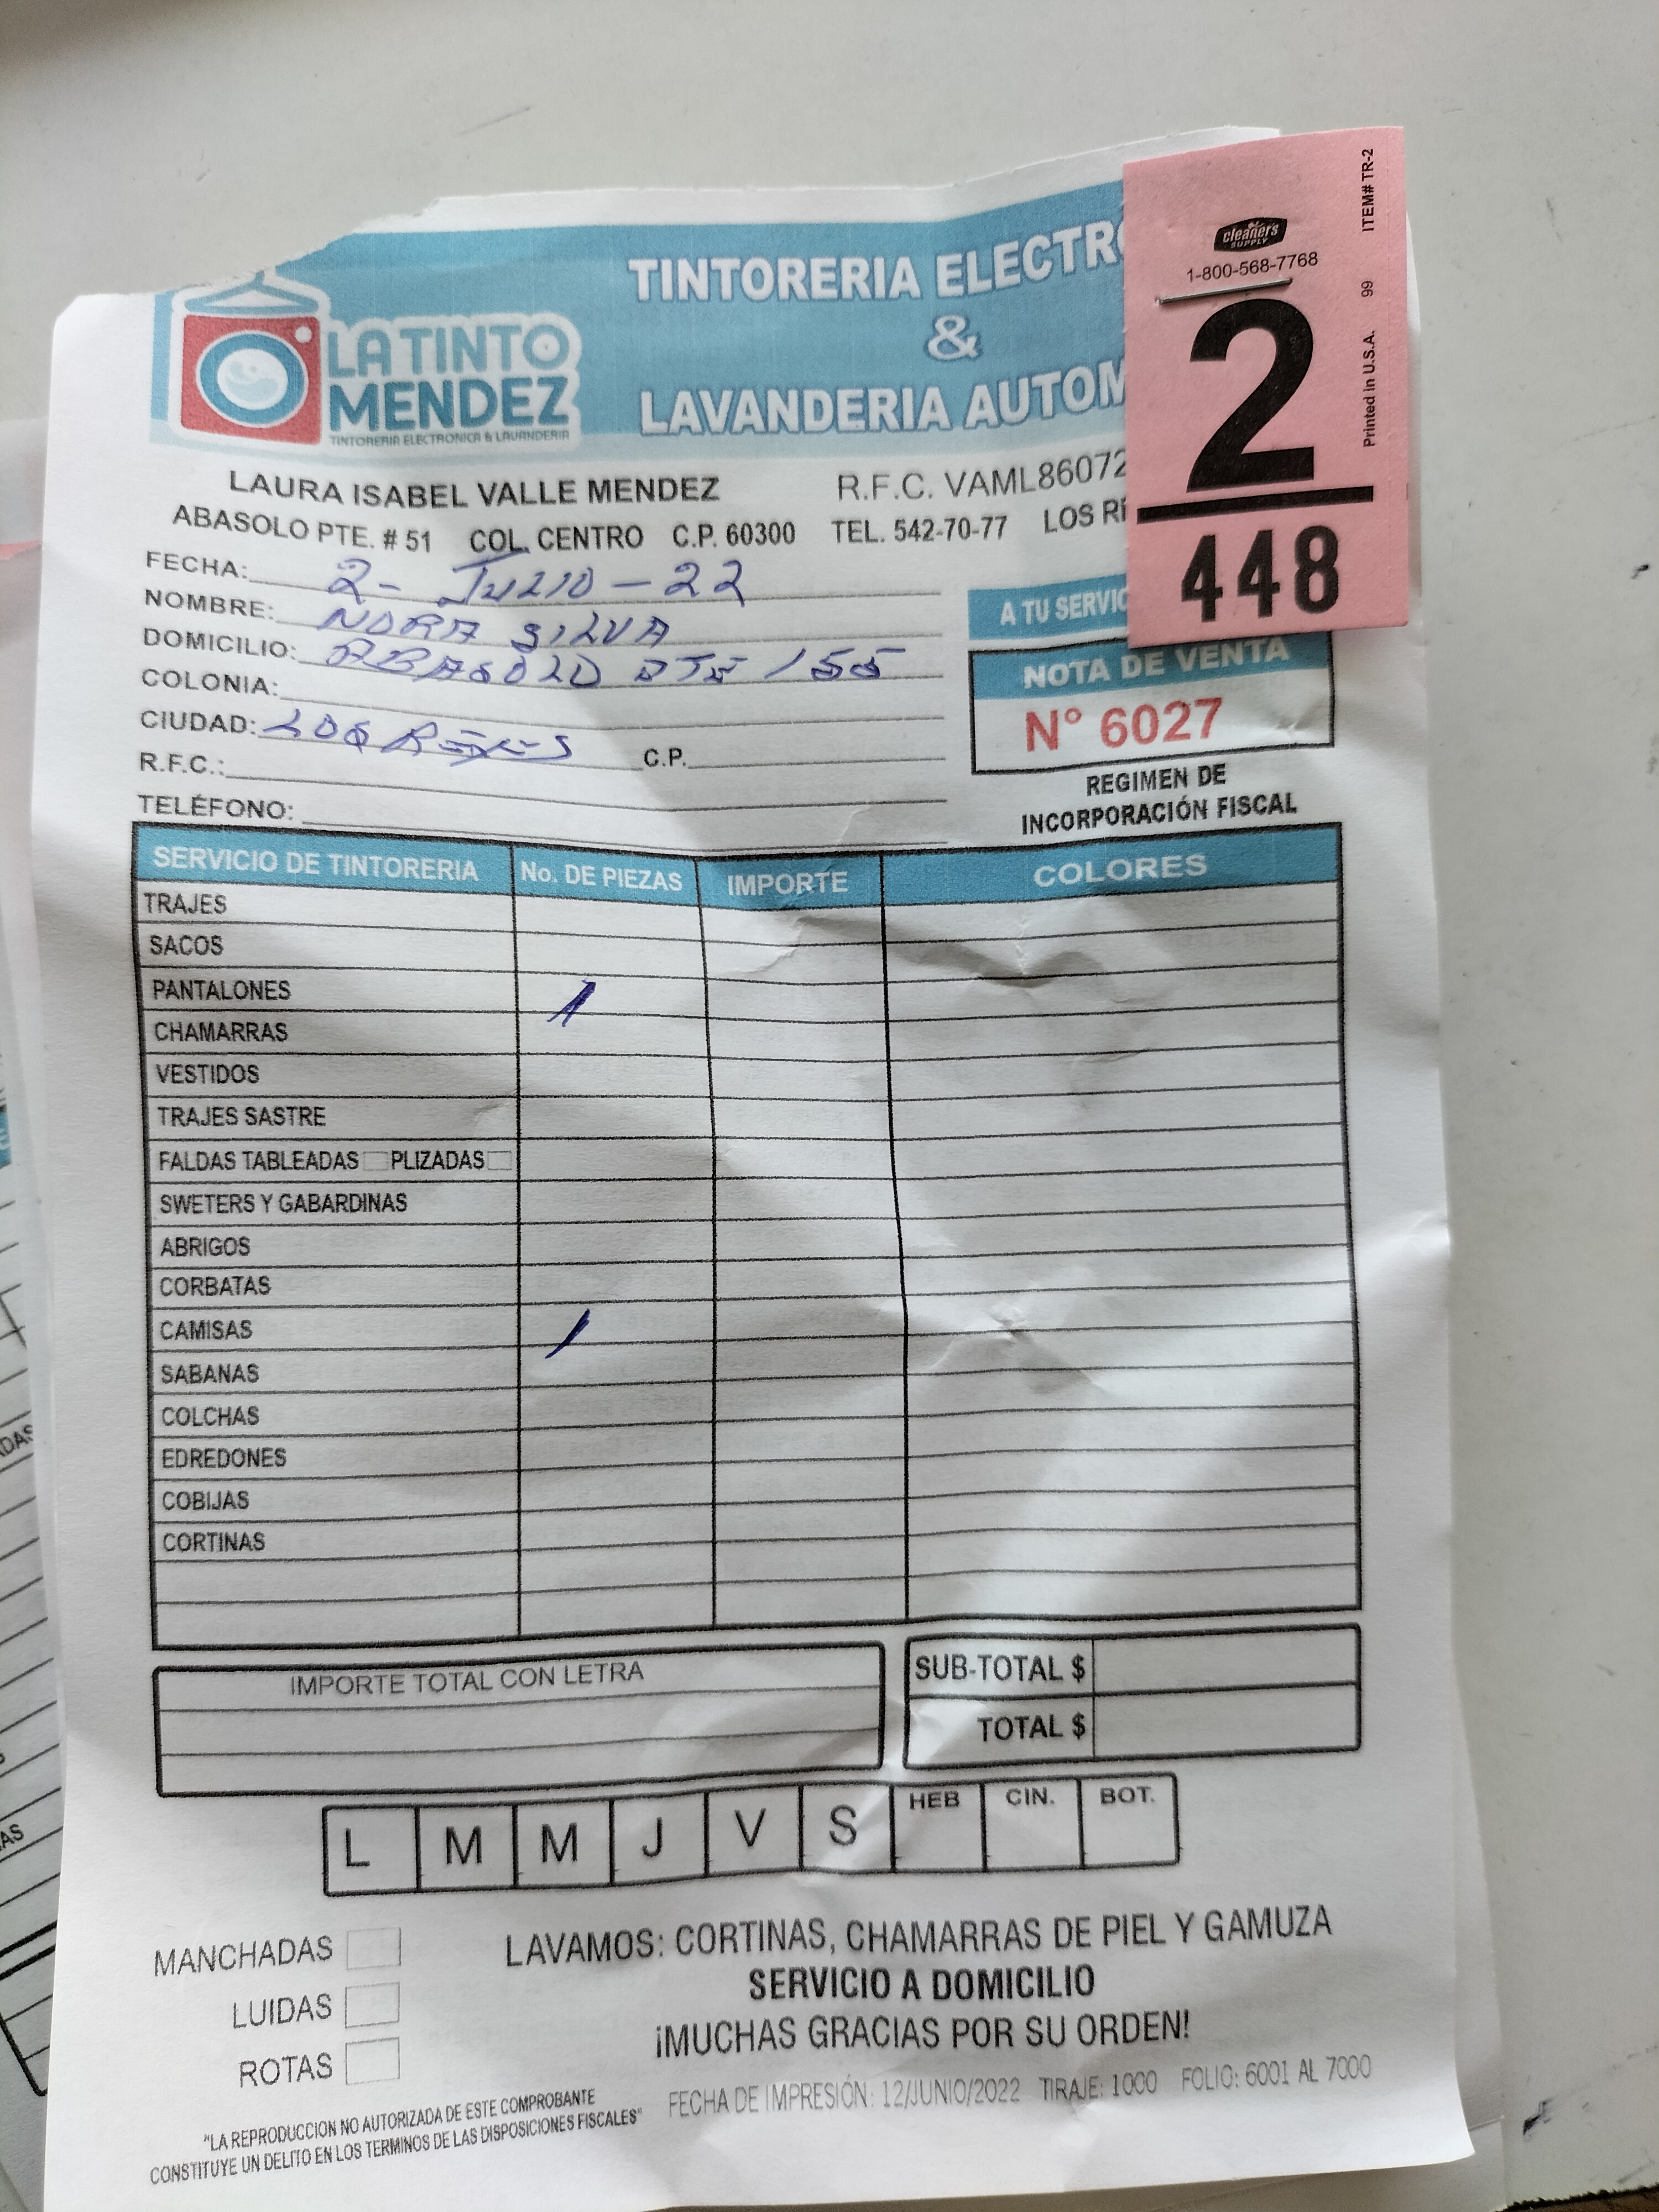 TINTORERIA ELECTR
&
LAVANDERIA AUTOM
LA TINTO
MENDEZ
TINTORERIA ELECTRONICA & LAVANDERIA
cleaners
SUPPLY
1-800-568-7768
2
448
ITEM# TR-2
99
Printed in U.S.A.
LAURA ISABEL VALLE MENDEZ R.F.C. VAML86072
ABASOLO PTE. # 51 COL. CENTRO C.P. 60300 TEL. 542-70-77 LOS R
FECHA: 2- JULIO - 22
NOMBRE: NORA SILVA
DOMICILIO: ABASOLO PTE 155
COLONIA:
CIUDAD: LOS REYES C.P.
R.F.C.:
TELÉFONO:
A TU SERVIC
NOTA DE VENTA
N° 6027
REGIMEN DE
INCORPORACIÓN FISCAL
SERVICIO DE TINTORERIA No. DE PIEZAS IMPORTE COLORES
TRAJES
SACOS
PANTALONES 1
CHAMARRAS
VESTIDOS
TRAJES SASTRE
FALDAS TABLEADAS PLIZADAS
SWETERS Y GABARDINAS
ABRIGOS
CORBATAS
CAMISAS 1
SABANAS
COLCHAS
EDREDONES
COBIJAS
CORTINAS
IMPORTE TOTAL CON LETRA
SUB-TOTAL $
TOTAL $
L M M J V S HEB CIN. BOT.
MANCHADAS
LUIDAS
ROTAS
LAVAMOS: CORTINAS, CHAMARRAS DE PIEL Y GAMUZA
SERVICIO A DOMICILIO
¡MUCHAS GRACIAS POR SU ORDEN!
FECHA DE IMPRESIÓN: 12/JUNIO/2022 TIRAJE: 1000 FOLIO: 6001 AL 7000
"LA REPRODUCCION NO AUTORIZADA DE ESTE COMPROBANTE
CONSTITUYE UN DELITO EN LOS TERMINOS DE LAS DISPOSICIONES FISCALES"